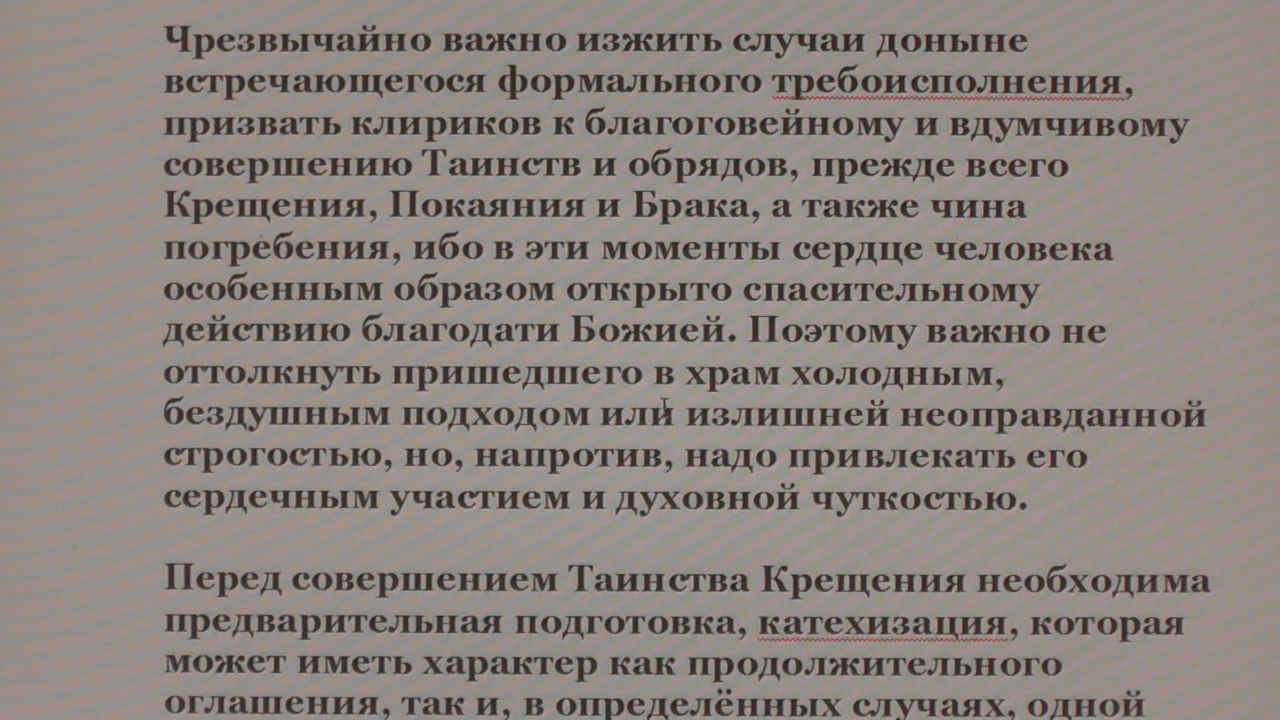 Чрезвычайно важно изжить случаи доныне
встречающегося формального требоисполнения,
призвать клириков к благоговейному и вдумчивому
совершению Таинств и обрядов, прежде всего
Крещения, Покаяния и Брака, а также чина
погребения, ибо в эти моменты сердце человека
особенным образом открыто спасительному
действию благодати Божией. Поэтому важно не
оттолкнуть пришедшего в храм холодным,
бездушным подходом или излишней неоправданной
строгостью, но, напротив, надо привлекать его
сердечным участием и духовной чуткостью.
Перед совершением Таинства Крещения необходима
предварительная подготовка, катехизация, которая
может иметь характер как продолжительного
оглашения, так и, в определённых случаях, одной